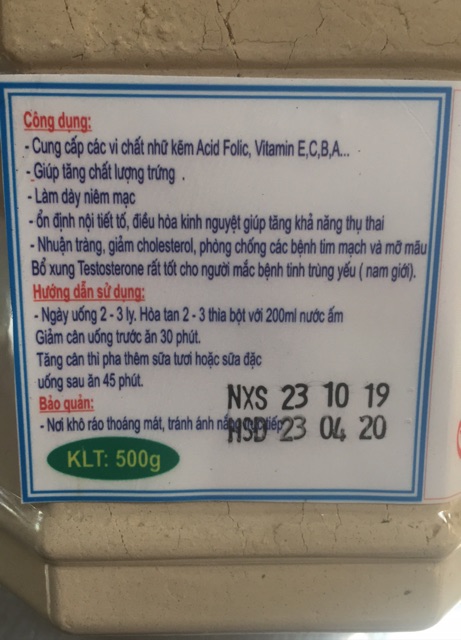 Công dụng:
- Cung cấp các vi chất nhữ kẽm Acid Folic, Vitamin E,C,B,A...
- Giúp tăng chất lượng trứng .
- Làm dày niêm mạc
- ổn định nội tiết tố, điều hòa kinh nguyệt giúp tăng khả năng thụ thai
- Nhuận tràng, giảm cholesterol, phòng chống các bệnh tim mạch và mỡ mãu
Bổ xung Testosterone rất tốt cho người mắc bệnh tinh trùng yếu ( nam giới).
Hướng dẫn sử dụng:
- Ngày uống 2 - 3 ly. Hòa tan 2 - 3 thìa bột với 200ml nước ấm
Giảm cân uống trước ăn 30 phút.
Tăng cân thì pha thêm sữa tươi hoặc sữa đặc
uống sau ăn 45 phút.
NXS 23 10 19
Bảo quản:
- Nơi khô ráo thoáng mát, tránh ánh nắng trực tiếp
HSD 23 04 20
KLT: 500g